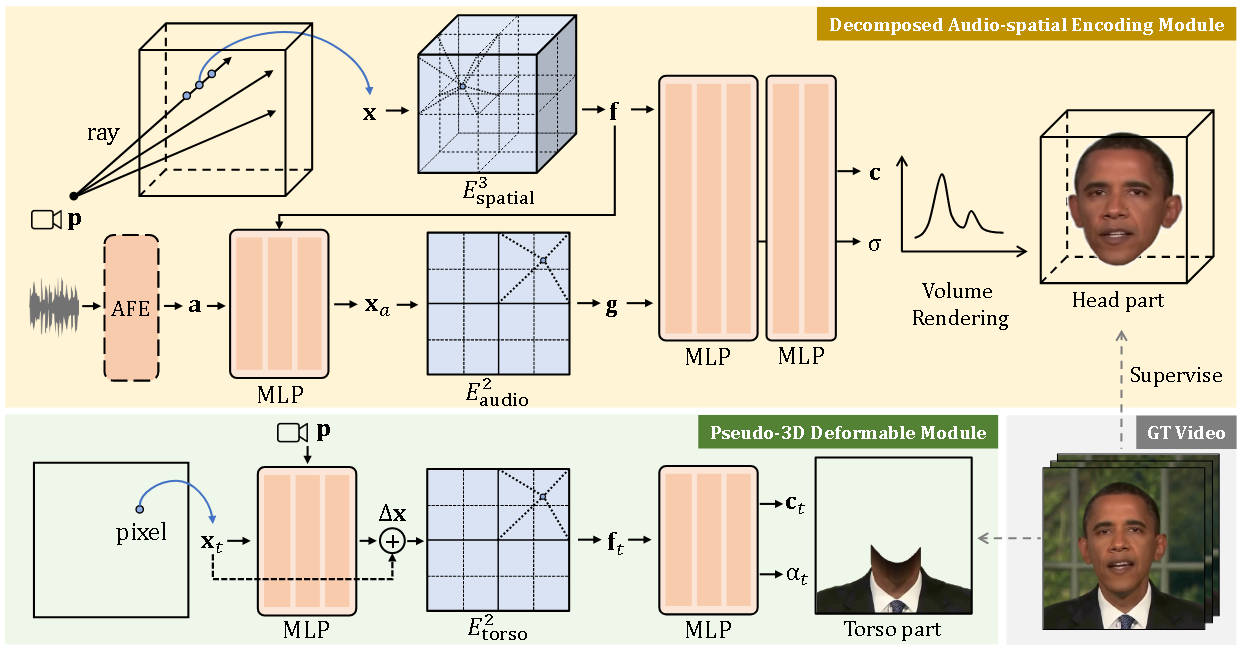 Decomposed Audio-spatial Encoding Module
ray
p
x
E³spatial
f
AFE
a
MLP
xₐ
E²audio
g
MLP
MLP
c
σ
Volume
Rendering
Head part
Supervise
Pseudo-3D Deformable Module
GT Video
p
pixel
xₜ
MLP
Δx
+
E²torso
fₜ
MLP
cₜ
αₜ
Torso part